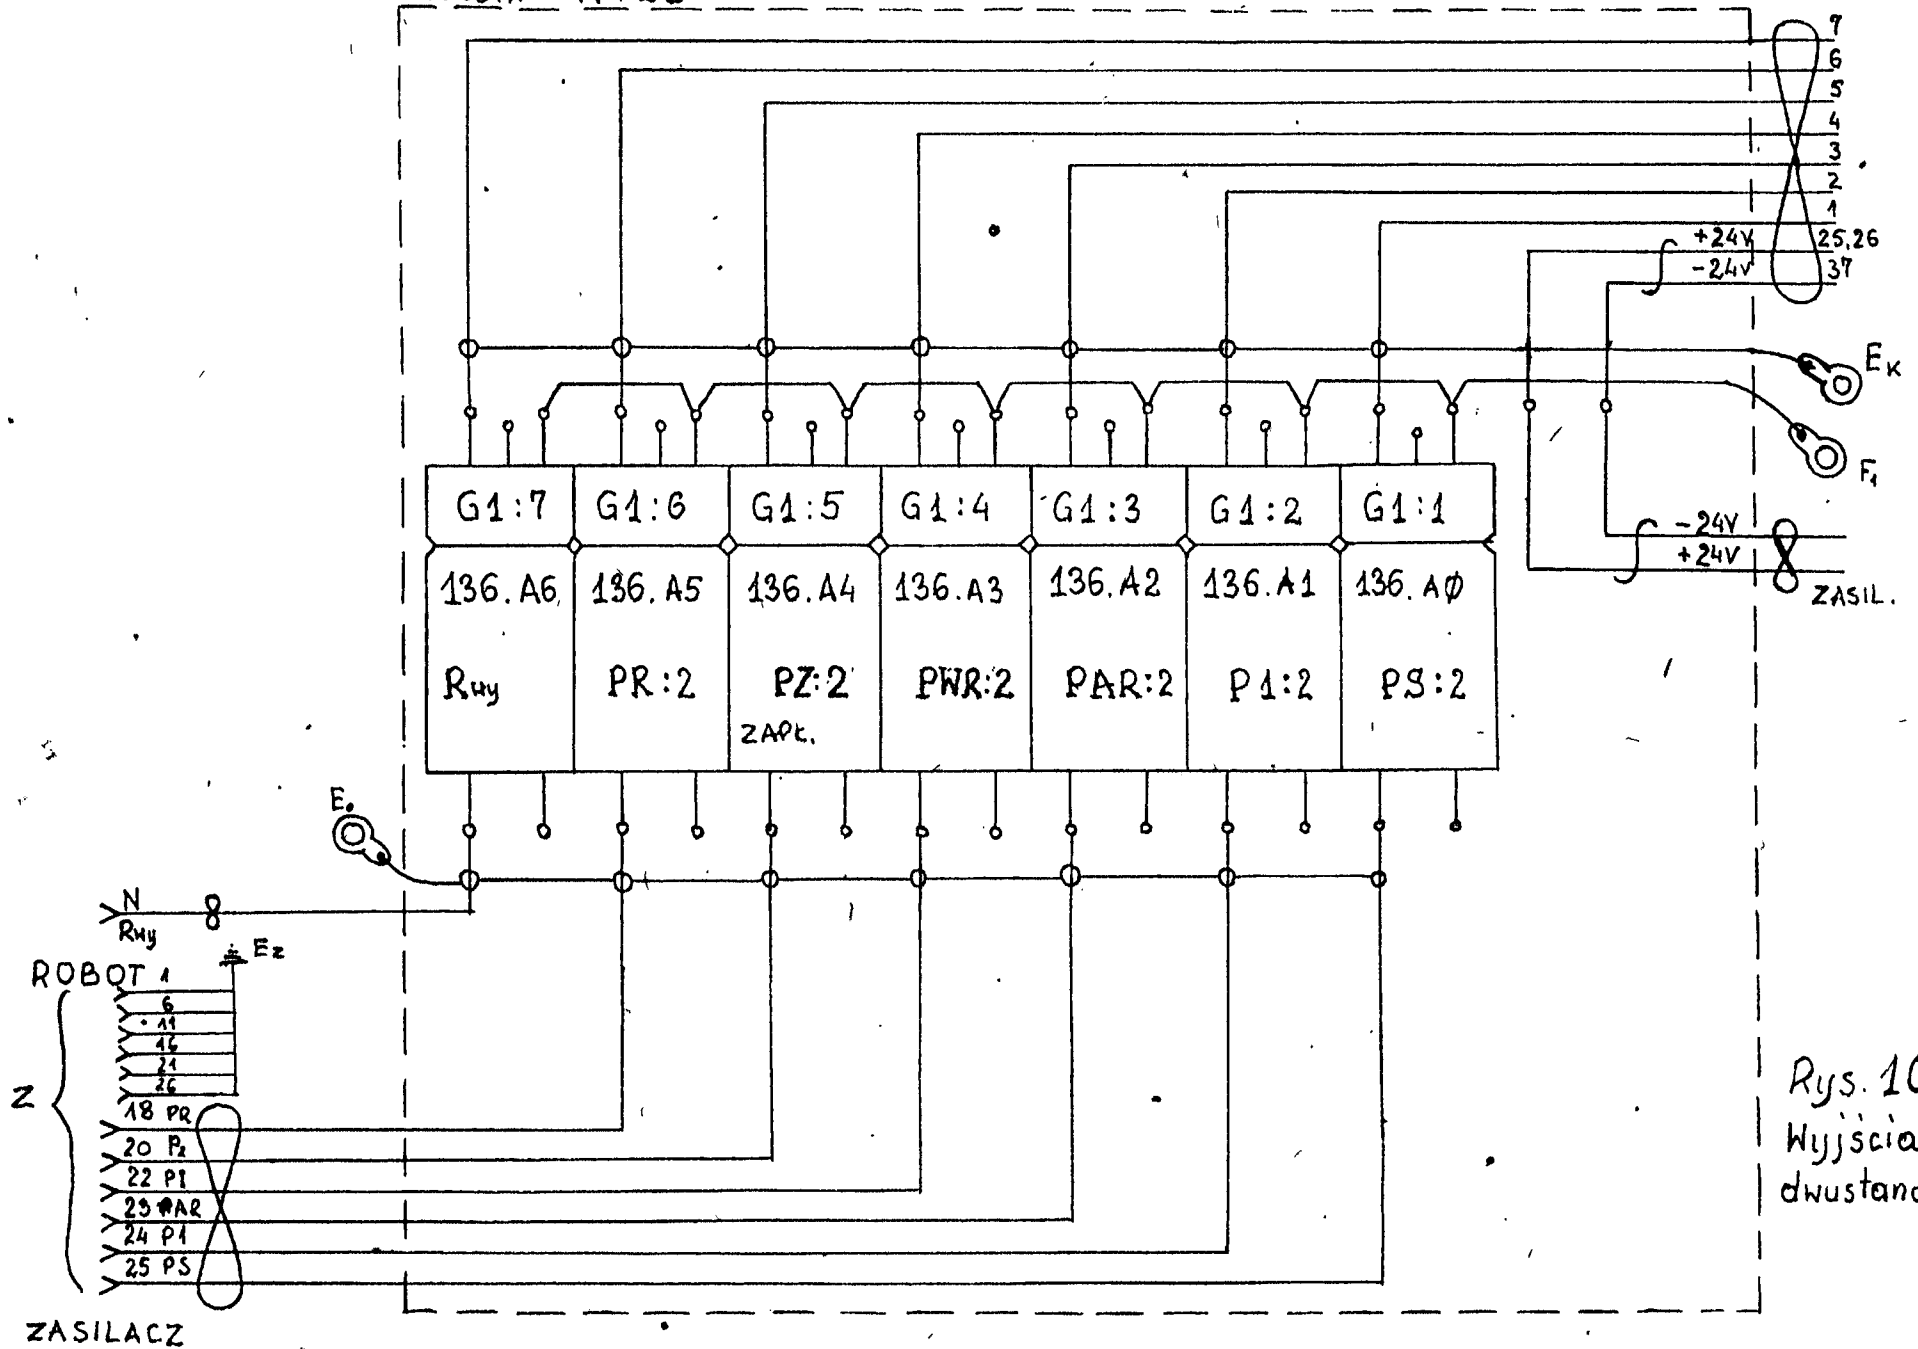 7
6
5
4
3
2
1
+24V 25,26
-24V 37
EK
F1
G1:7 G1:6 G1:5 G1:4 G1:3 G1:2 G1:1
-24V
+24V
ZASIL.
136.A6 136.A5 136.A4 136.A3 136.A2 136.A1 136.AØ
Rwy PR:2 PZ:2 PWR:2 PAR:2 P1:2 PS:2
ZAPŁ.
E.
N
Rwy
Ez
ROBOT 1
6
11
16
21
26
Z
18 PR
20 Pz
22 P1
23 PAR
24 P1
25 PS
ZASILACZ
Rys. 10
Wyjścia
dwustano